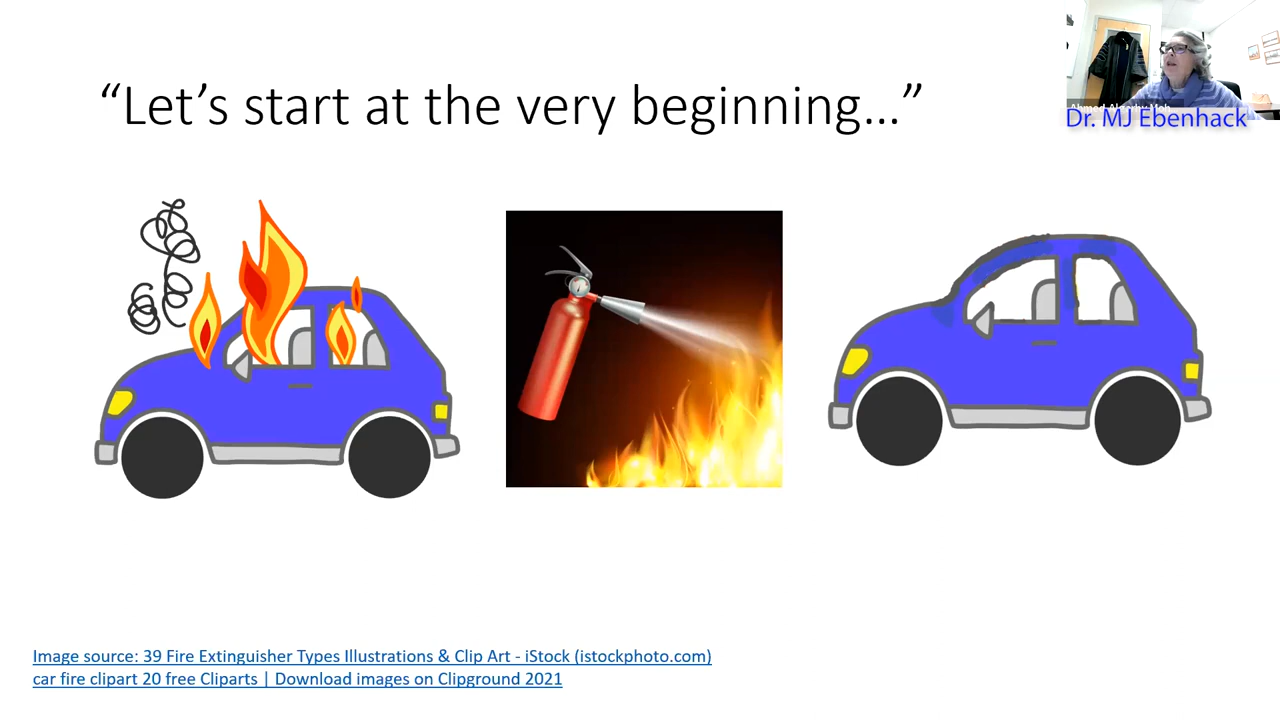 “Let’s start at the very beginning…”
Dr. MJ Ebenhack
Image source: 39 Fire Extinguisher Types Illustrations & Clip Art - iStock (istockphoto.com)
car fire clipart 20 free Cliparts | Download images on Clipground 2021